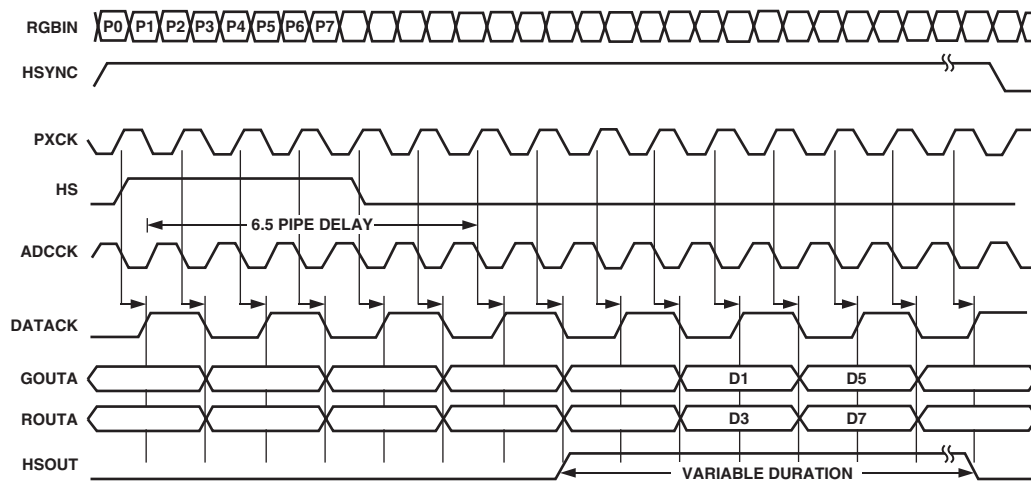 RGBIN P0 P1 P2 P3 P4 P5 P6 P7
HSYNC
PXCK
HS
6.5 PIPE DELAY
ADCCK
DATACK
GOUTA D1 D5
ROUTA D3 D7
HSOUT VARIABLE DURATION